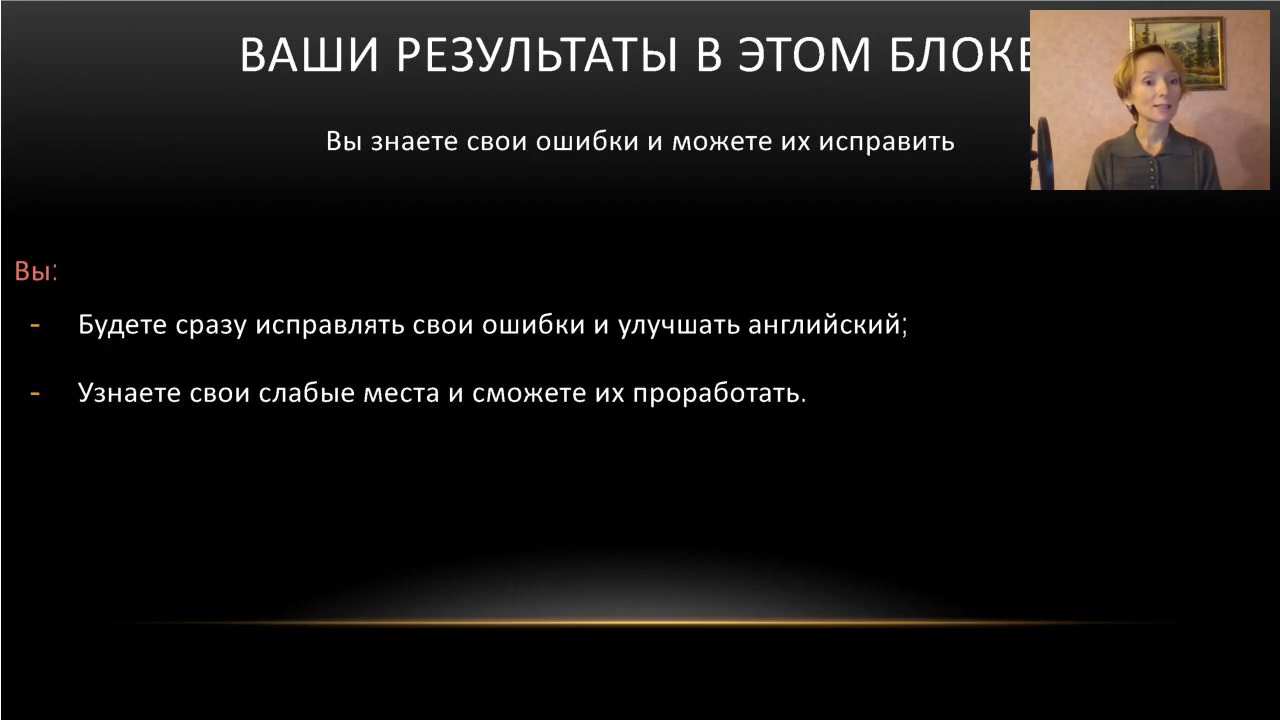 ВАШИ РЕЗУЛЬТАТЫ В ЭТОМ БЛОКЕ
Вы знаете свои ошибки и можете их исправить
Вы:
- Будете сразу исправлять свои ошибки и улучшать английский;
- Узнаете свои слабые места и сможете их проработать.